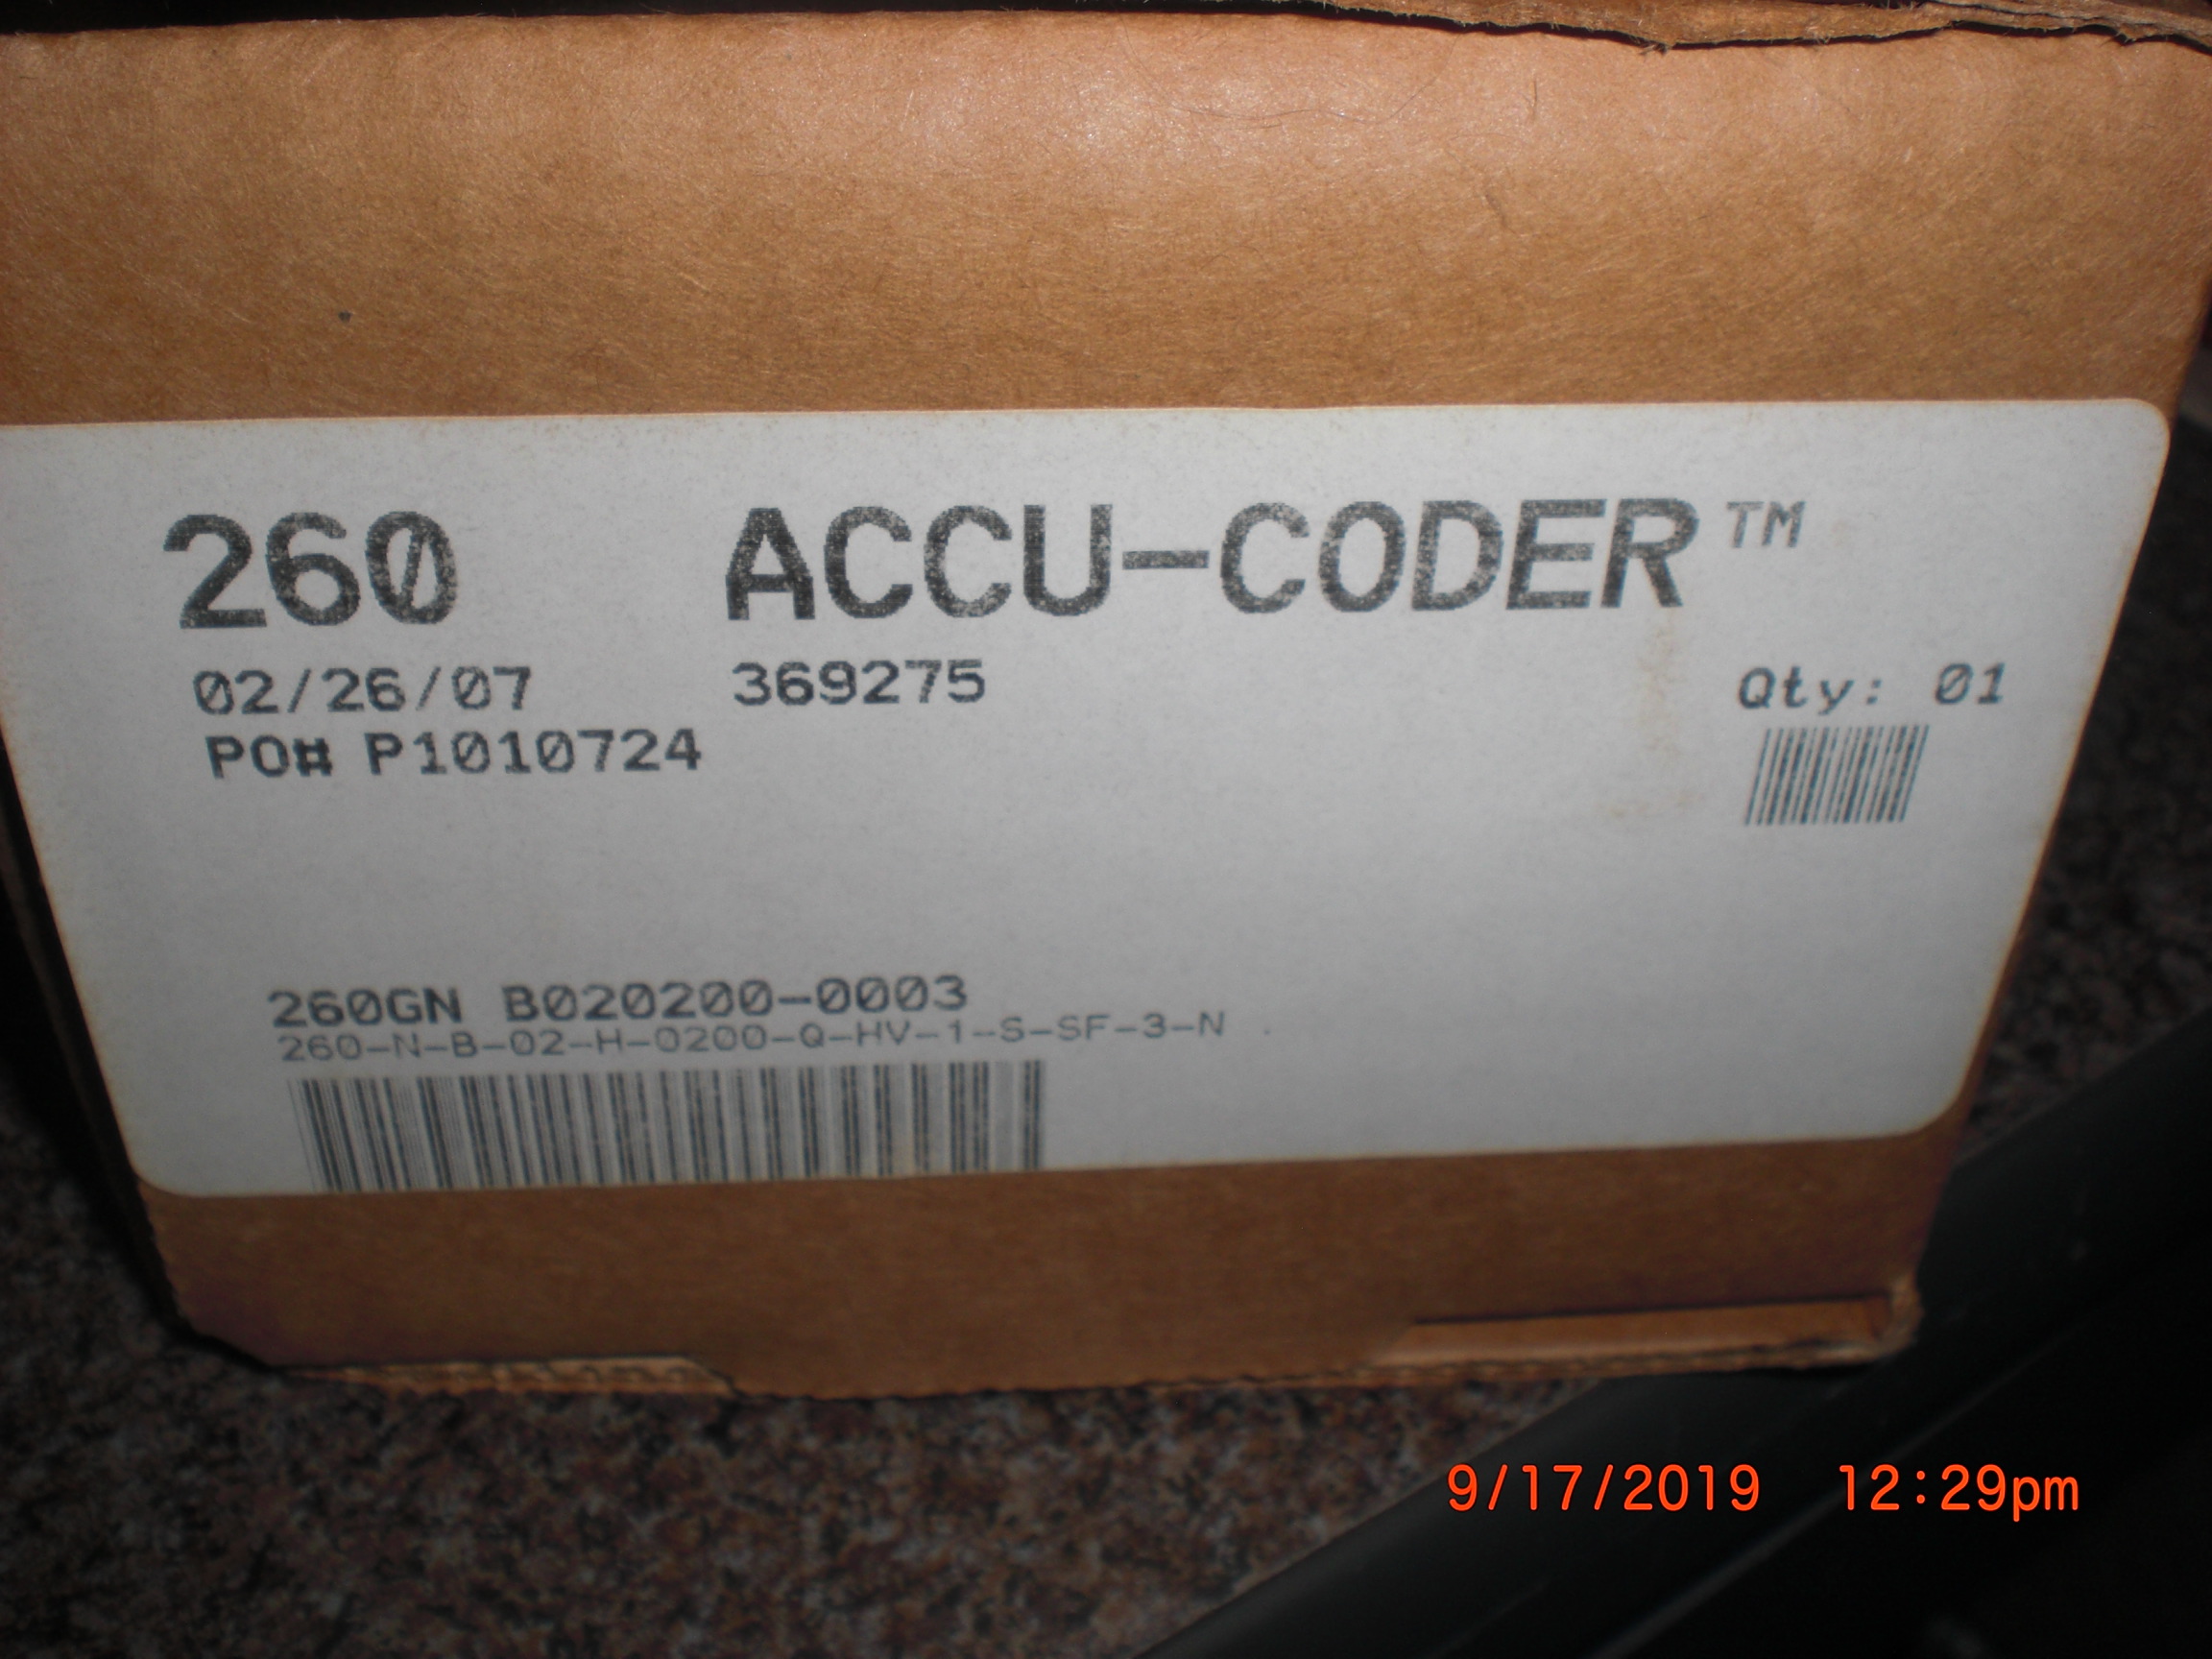 260 ACCU-CODER™
02/26/07 369275 Qty: 01
PO# P1010724
260GN B020200-0003
260-N-B-02-H-0200-Q-HV-1-S-SF-3-N
9/17/2019 12:29pm